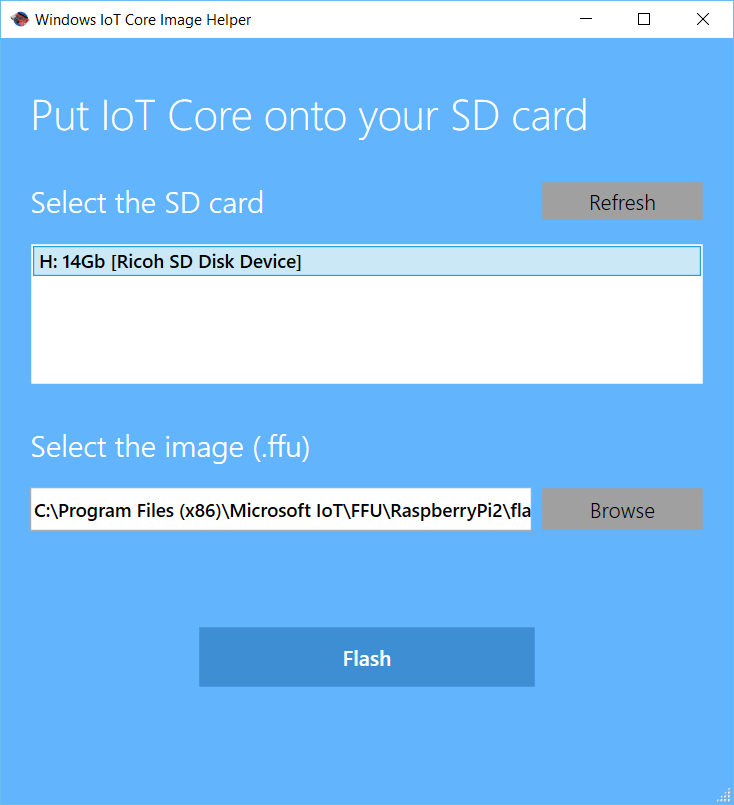 Windows IoT Core Image Helper
Put IoT Core onto your SD card
Select the SD card
Refresh
H: 14Gb [Ricoh SD Disk Device]
Select the image (.ffu)
C:\Program Files (x86)\Microsoft IoT\FFU\RaspberryPi2\fla
Browse
Flash